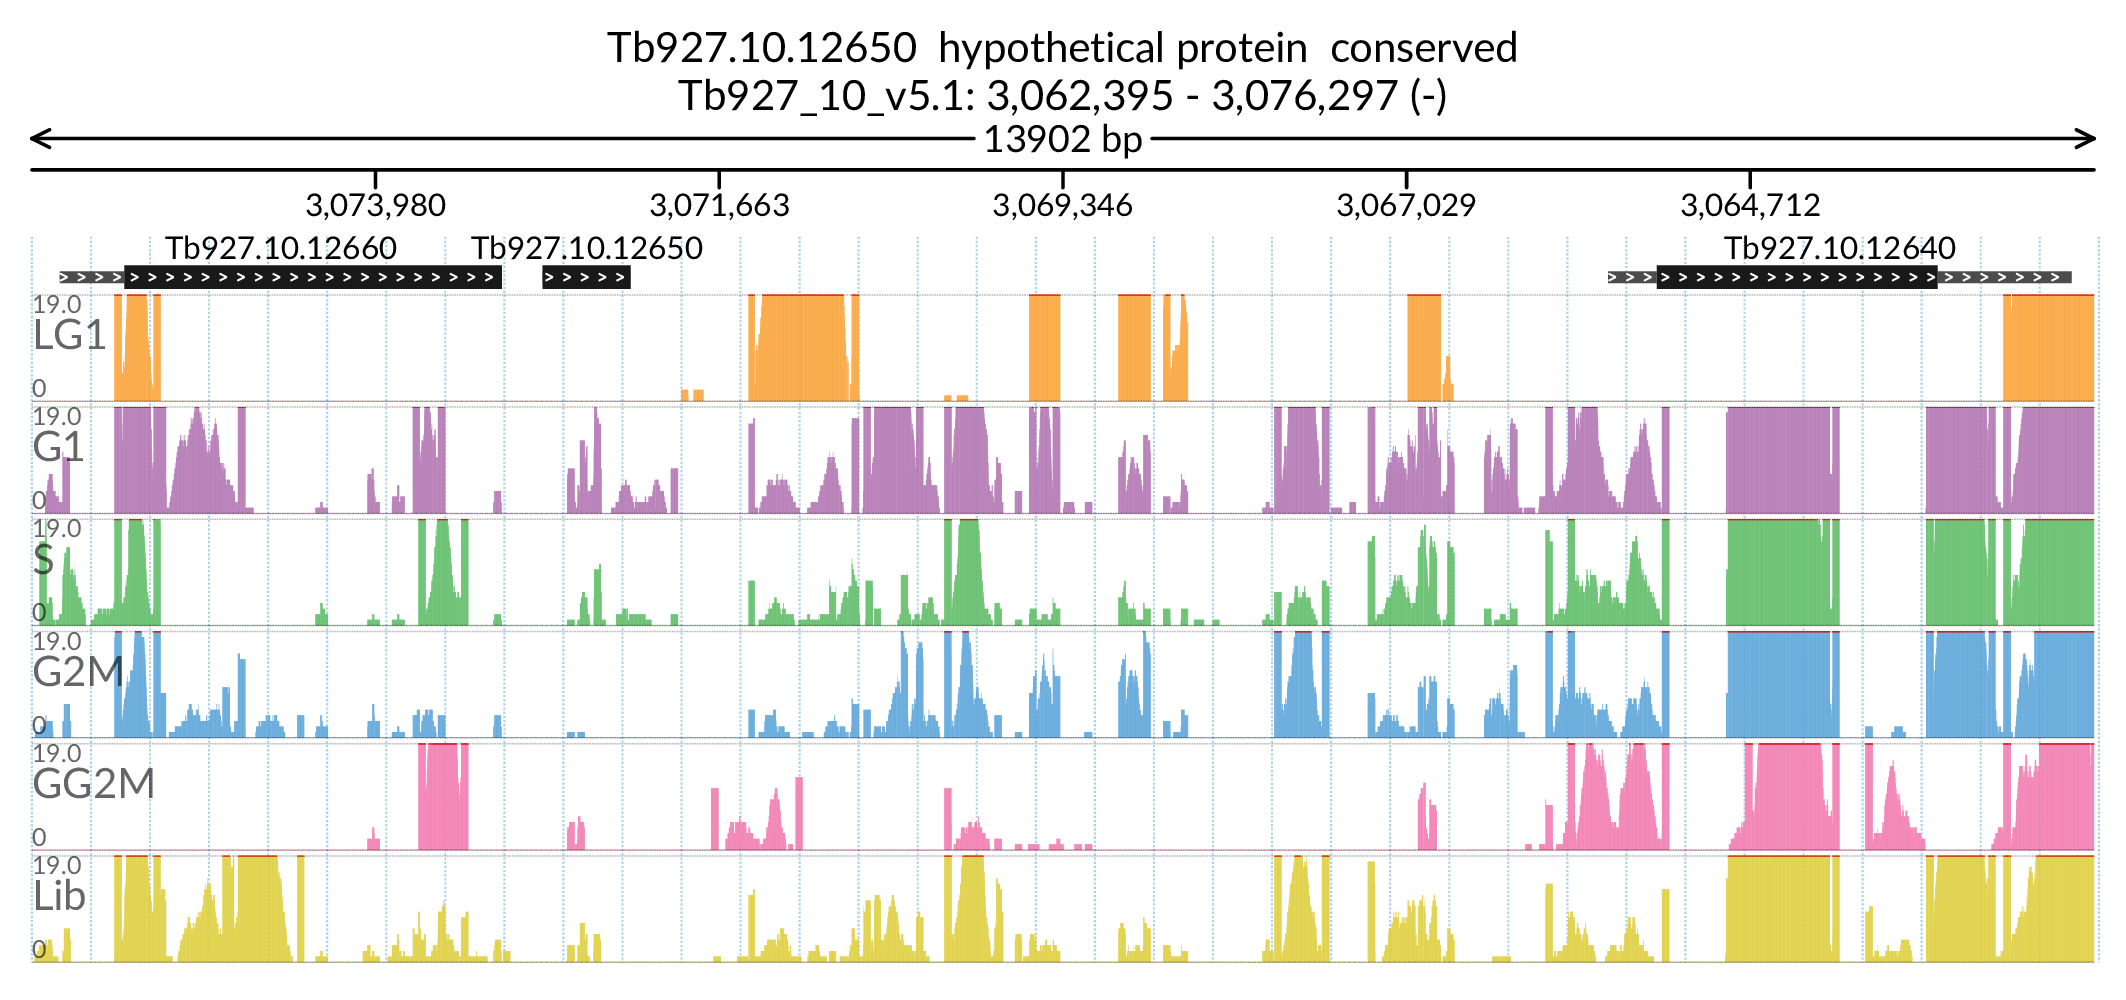 Tb927.10.12650 hypothetical protein conserved
Tb927_10_v5.1: 3,062,395 - 3,076,297 (-)
13902 bp
3,073,980 3,071,663 3,069,346 3,067,029 3,064,712
Tb927.10.12660 Tb927.10.12650 Tb927.10.12640
19.0
LG1
0
19.0
G1
0
19.0
S
0
19.0
G2M
0
19.0
GG2M
0
19.0
Lib
0